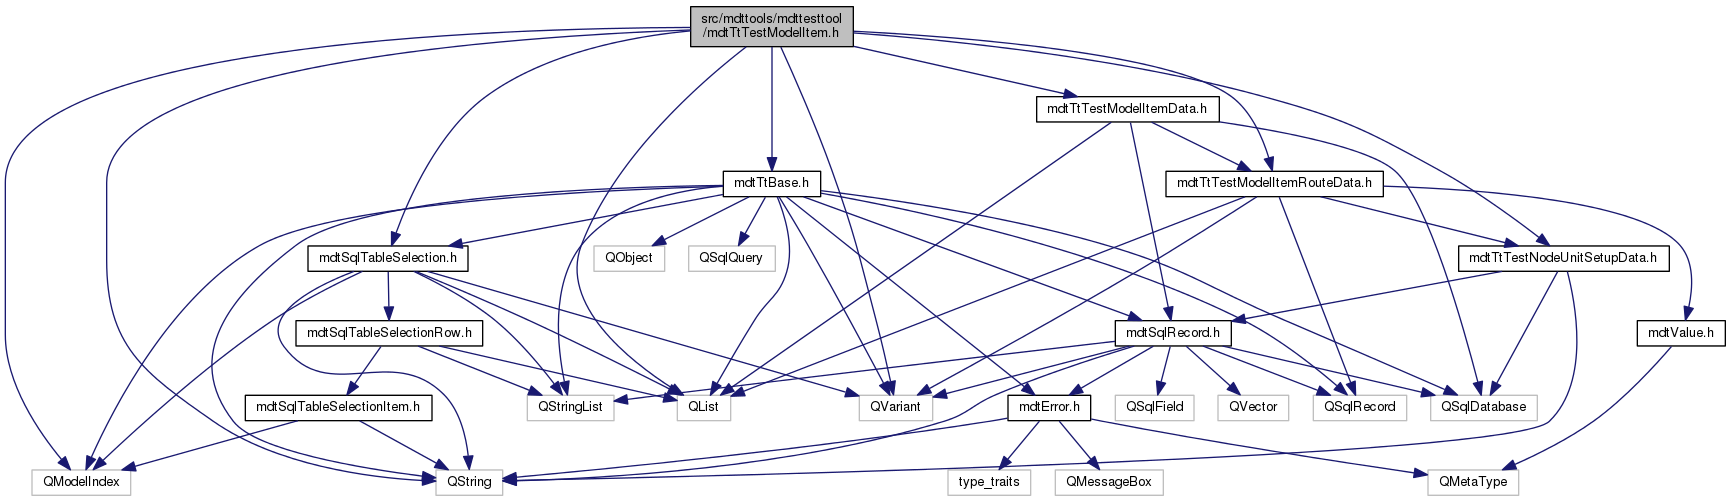 src/mdttools/mdttesttool
/mdtTtTestModelItem.h
mdtTtTestModelItemData.h
mdtTtBase.h
mdtTtTestModelItemRouteData.h
mdtSqlTableSelection.h
QObject
QSqlQuery
mdtTtTestNodeUnitSetupData.h
mdtSqlTableSelectionRow.h
mdtSqlRecord.h
mdtValue.h
mdtSqlTableSelectionItem.h
QStringList
QList
QVariant
mdtError.h
QSqlField
QVector
QSqlRecord
QSqlDatabase
QModelIndex
QString
type_traits
QMessageBox
QMetaType